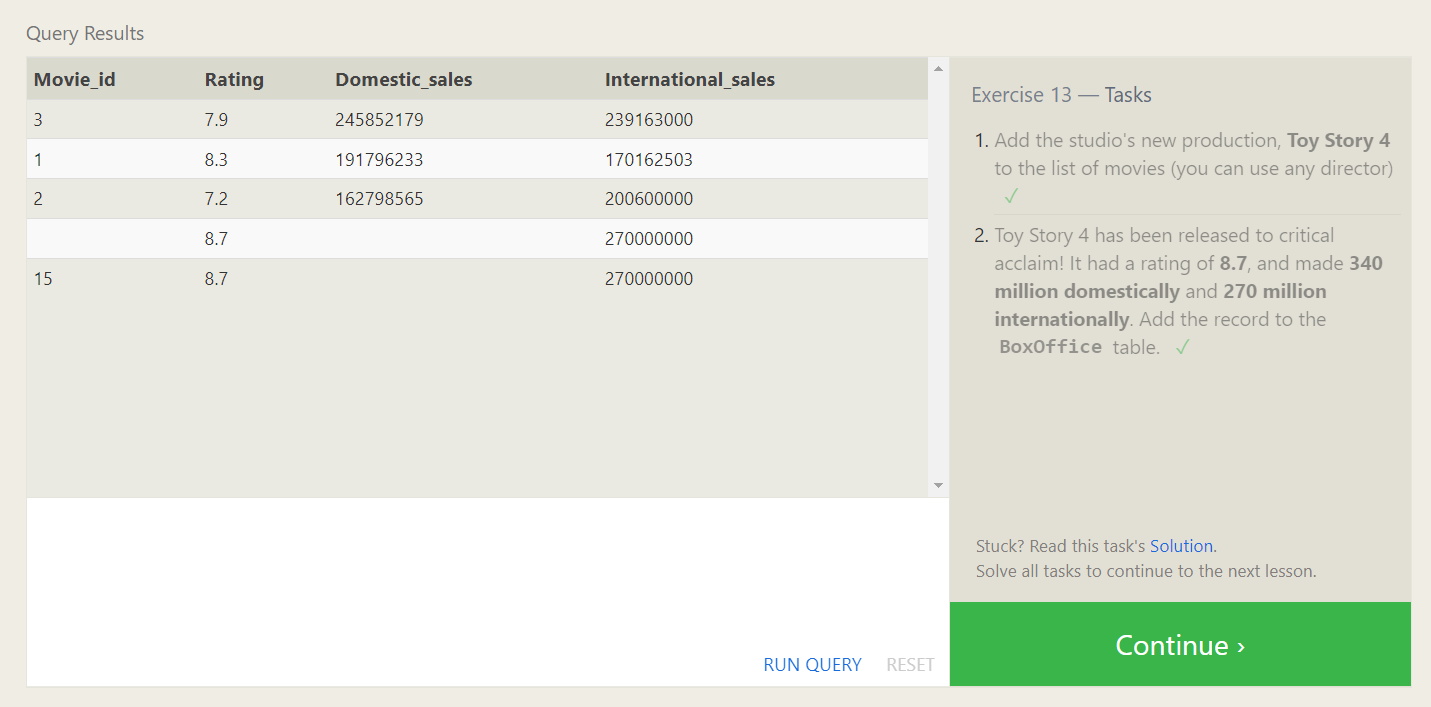 Query Results
Movie_id Rating Domestic_sales International_sales
3 7.9 245852179 239163000
1 8.3 191796233 170162503
2 7.2 162798565 200600000
8.7 270000000
15 8.7 270000000
RUN QUERY RESET
Exercise 13 — Tasks
1. Add the studio's new production, Toy Story 4
to the list of movies (you can use any director)
✓
2. Toy Story 4 has been released to critical
acclaim! It had a rating of 8.7, and made 340
million domestically and 270 million
internationally. Add the record to the
BoxOffice table. ✓
Stuck? Read this task's Solution.
Solve all tasks to continue to the next lesson.
Continue ›